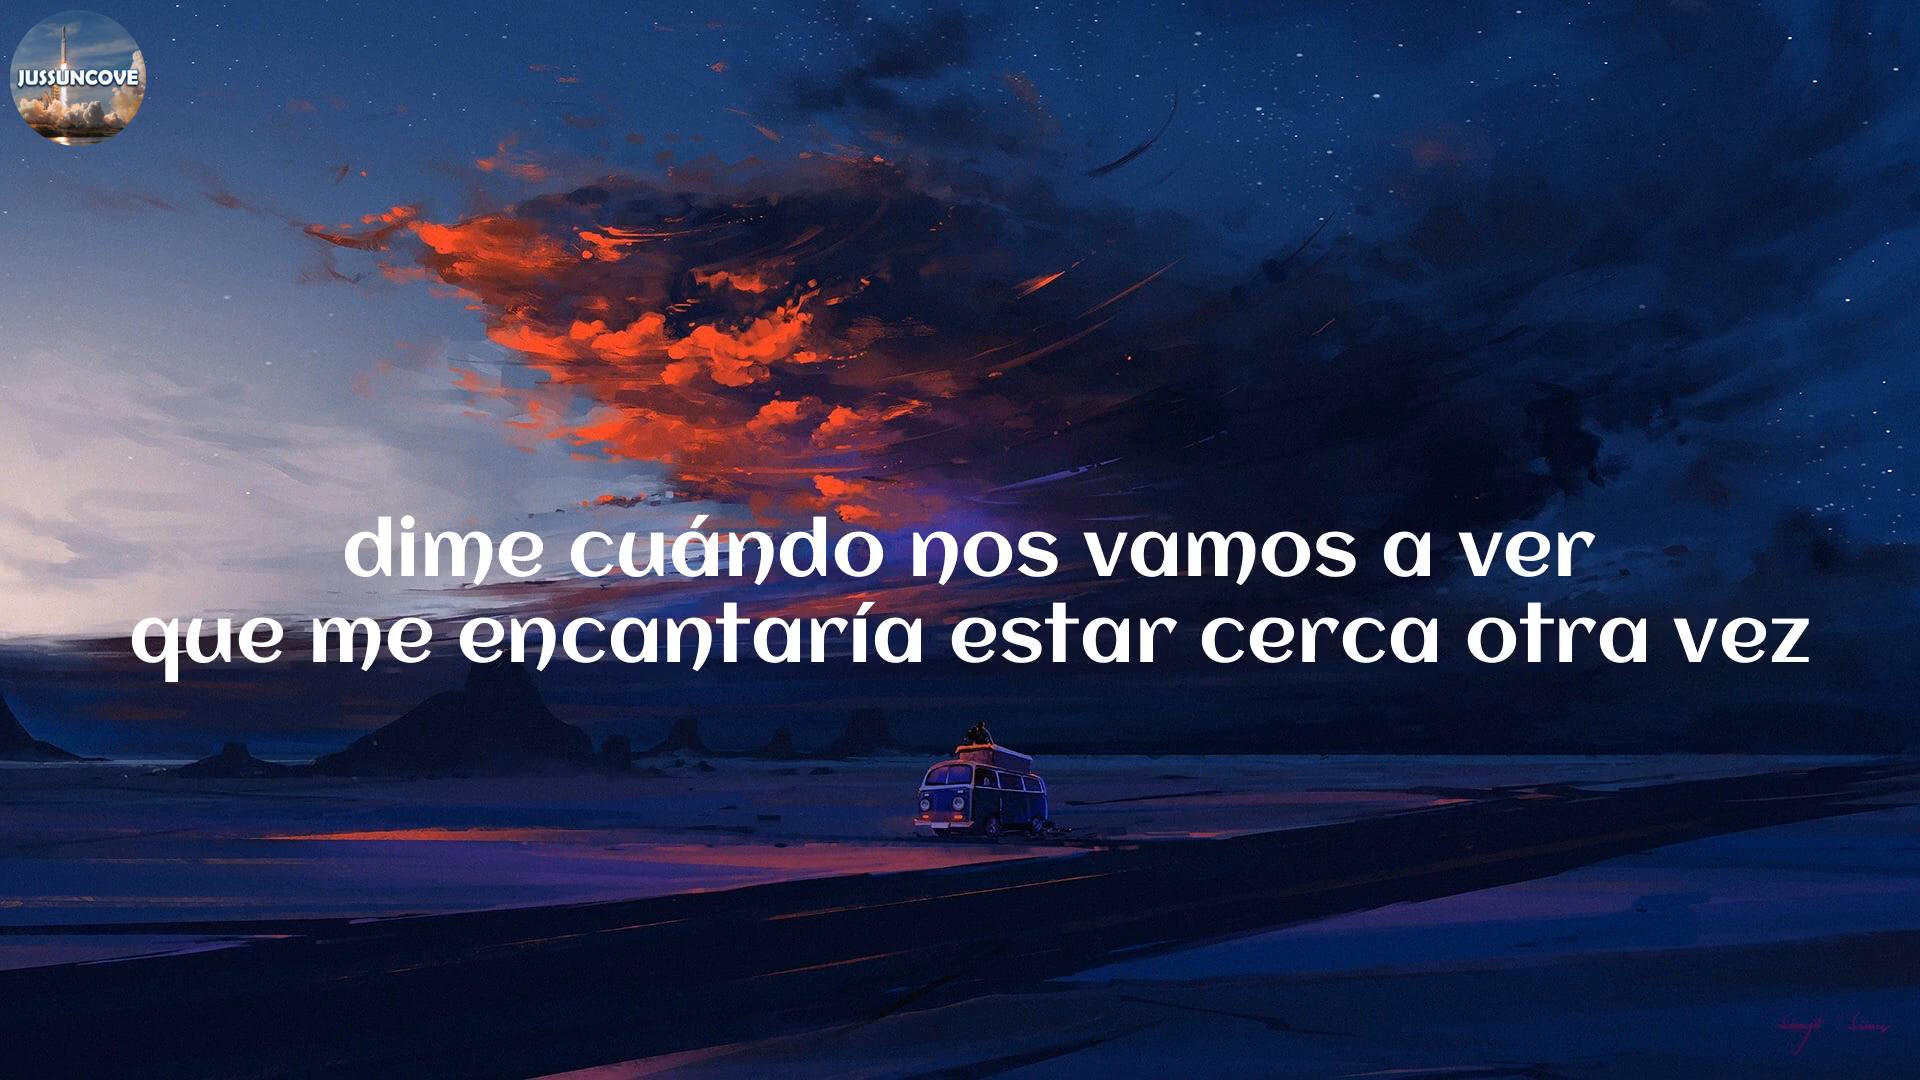 JUSSUNCOVE
dime cuándo nos vamos a ver
que me encantaría estar cerca otra vez